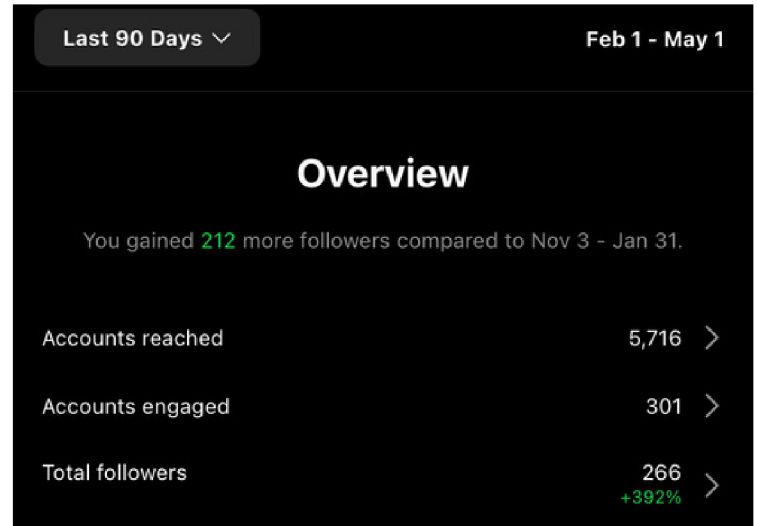 Last 90 Days
Feb 1 - May 1
Overview
You gained 212 more followers compared to Nov 3 - Jan 31.
Accounts reached 5,716
Accounts engaged 301
Total followers 266
+392%